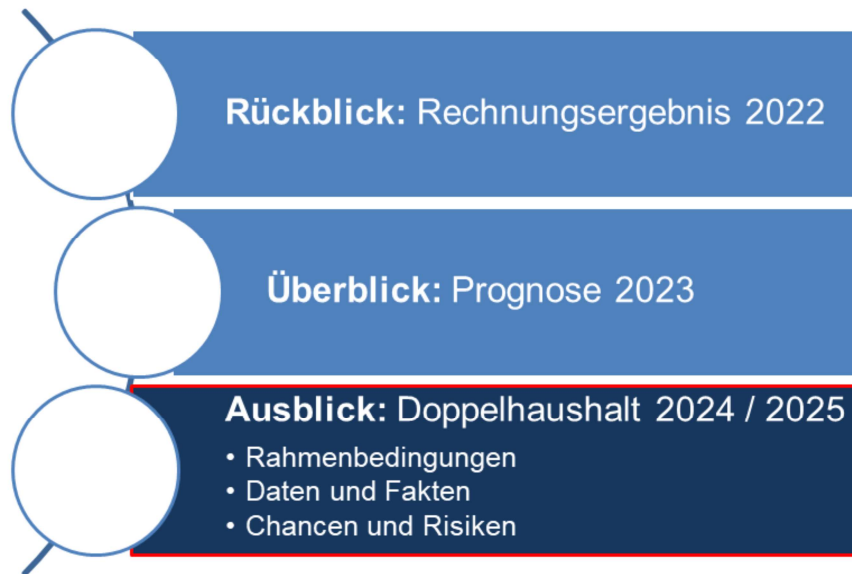 Rückblick: Rechnungsergebnis 2022
Überblick: Prognose 2023
Ausblick: Doppelhaushalt 2024 / 2025
• Rahmenbedingungen
• Daten und Fakten
• Chancen und Risiken